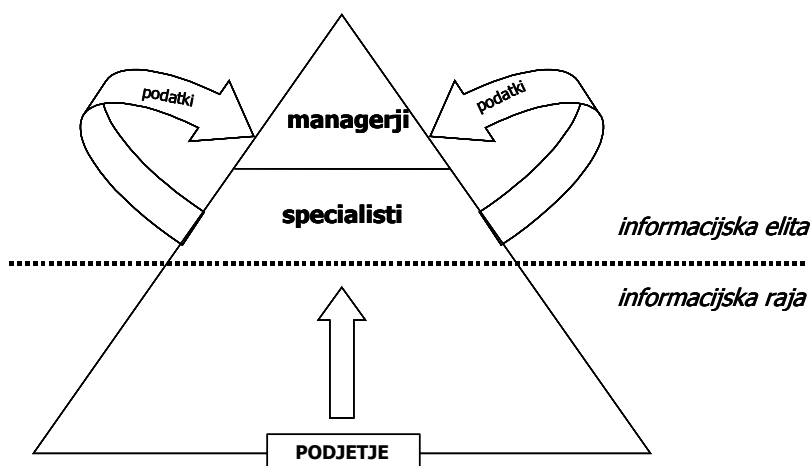 podatki
podatki
managerji
specialisti
informacijska elita
informacijska raja
PODJETJE